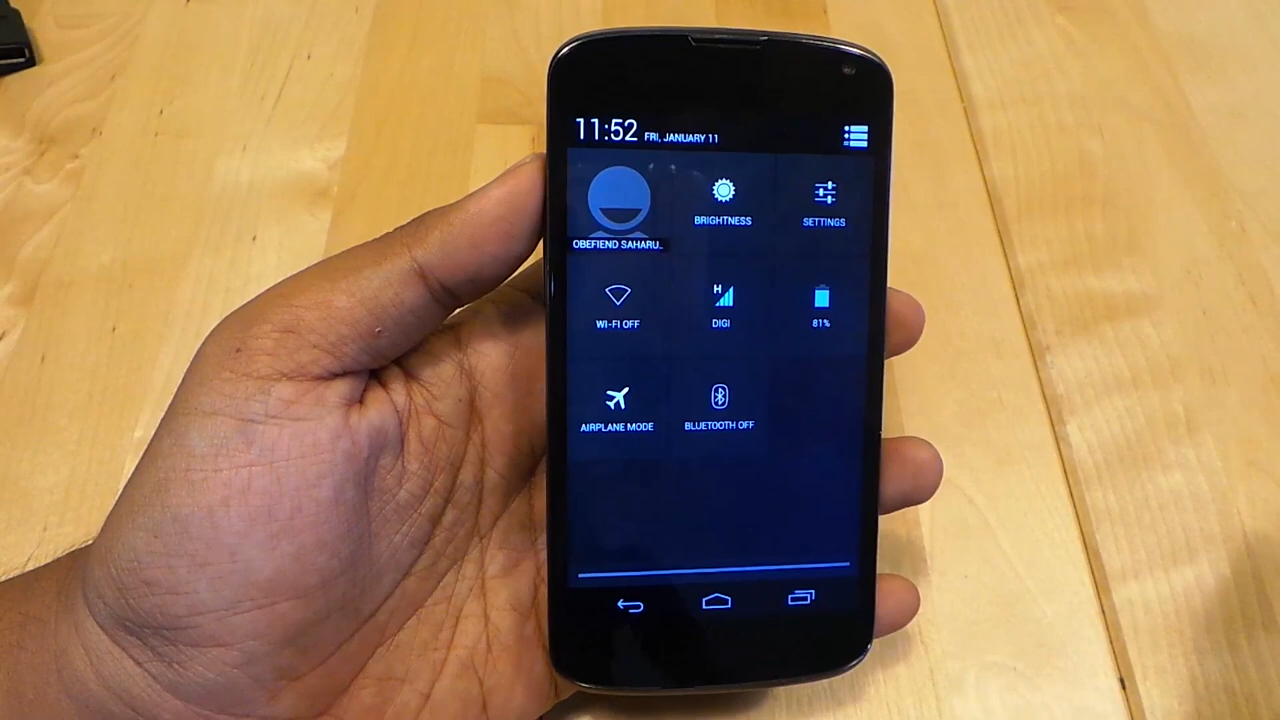 11:52 FRI, JANUARY 11
OBEFIEND SAHARU..
BRIGHTNESS
SETTINGS
WI-FI OFF
H
DIGI
81%
AIRPLANE MODE
BLUETOOTH OFF